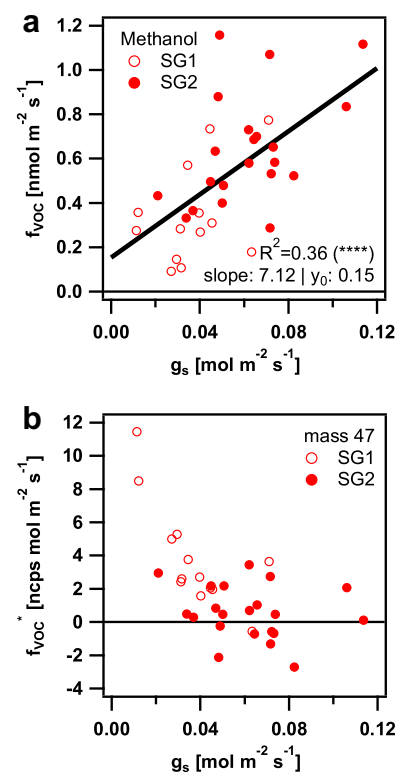 a
Methanol
SG1
SG2
1.2
1.0
0.8
0.6
0.4
0.2
0.0
f_VOC [nmol m⁻² s⁻¹]
R²=0.36 (****)
slope: 7.12 | y₀: 0.15
0.00 0.04 0.08 0.12
gₛ [mol m⁻² s⁻¹]
b
mass 47
SG1
SG2
12
10
8
6
4
2
0
-2
-4
f_VOC* [ncps mol m⁻² s⁻¹]
0.00 0.04 0.08 0.12
gₛ [mol m⁻² s⁻¹]